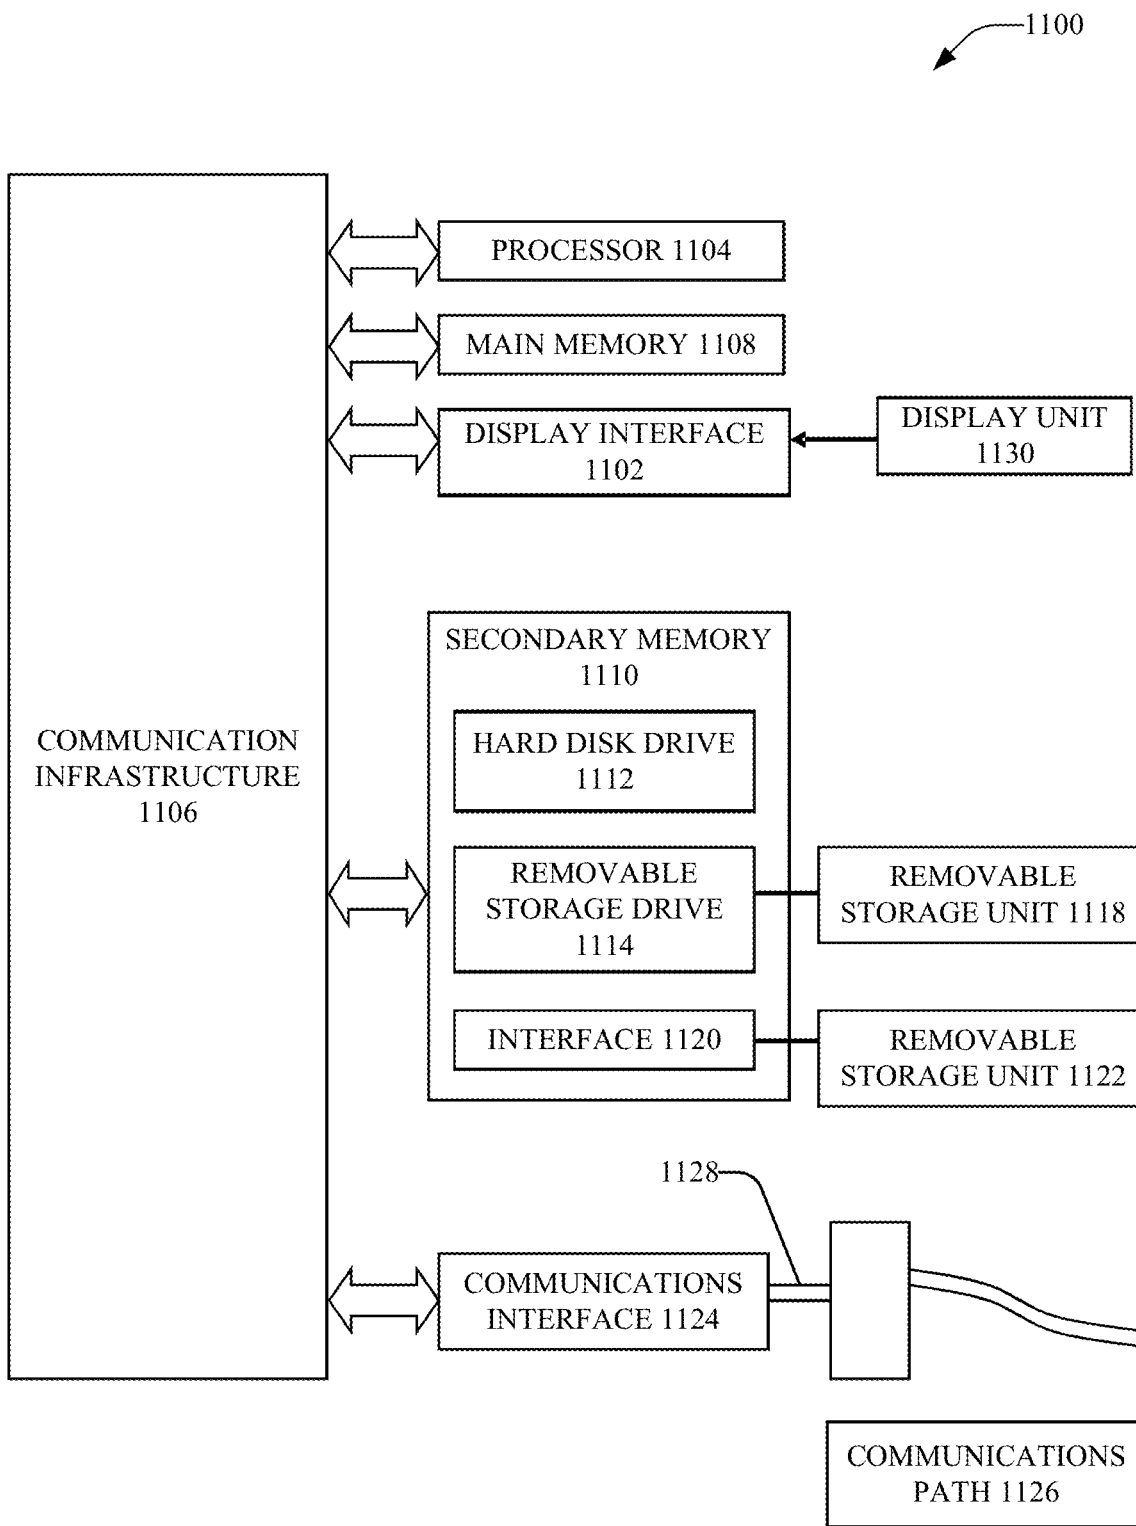 1100
PROCESSOR 1104
MAIN MEMORY 1108
DISPLAY INTERFACE
1102
DISPLAY UNIT
1130
SECONDARY MEMORY
1110
HARD DISK DRIVE
1112
COMMUNICATION
INFRASTRUCTURE
1106
REMOVABLE
STORAGE DRIVE
1114
REMOVABLE
STORAGE UNIT 1118
INTERFACE 1120
REMOVABLE
STORAGE UNIT 1122
1128
COMMUNICATIONS
INTERFACE 1124
COMMUNICATIONS
PATH 1126